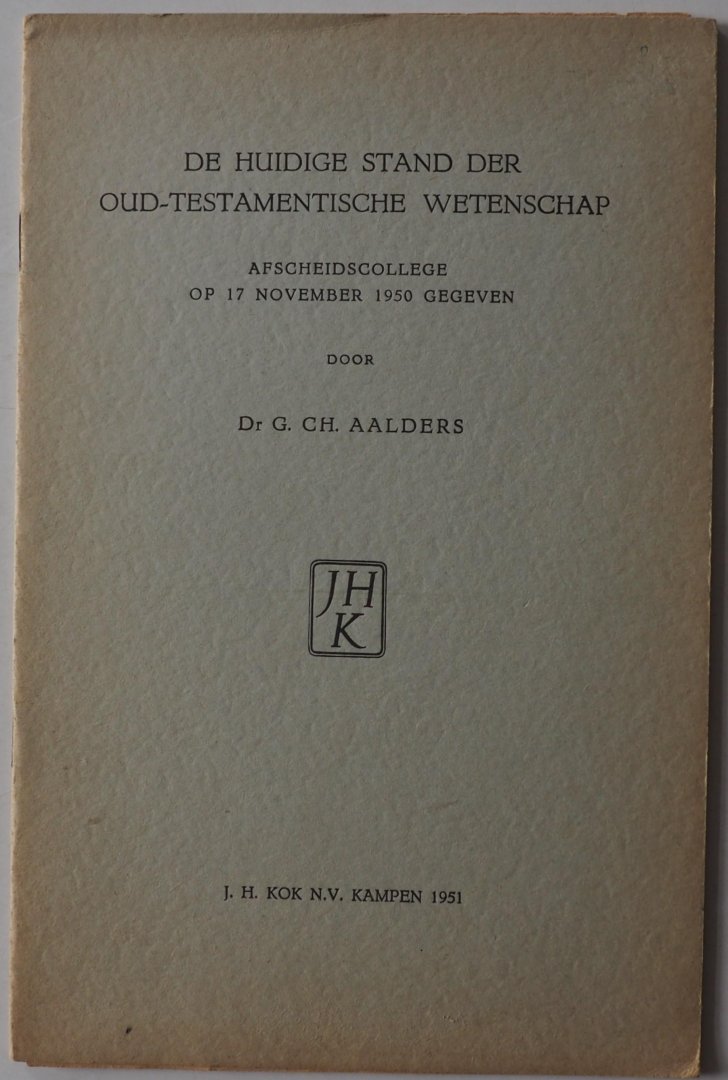 DE HUIDIGE STAND DER
OUD-TESTAMENTISCHE WETENSCHAP
AFSCHEIDSCOLLEGE
OP 17 NOVEMBER 1950 GEGEVEN
DOOR
Dr G. CH. AALDERS
JH
K
J. H. KOK N.V. KAMPEN 1951